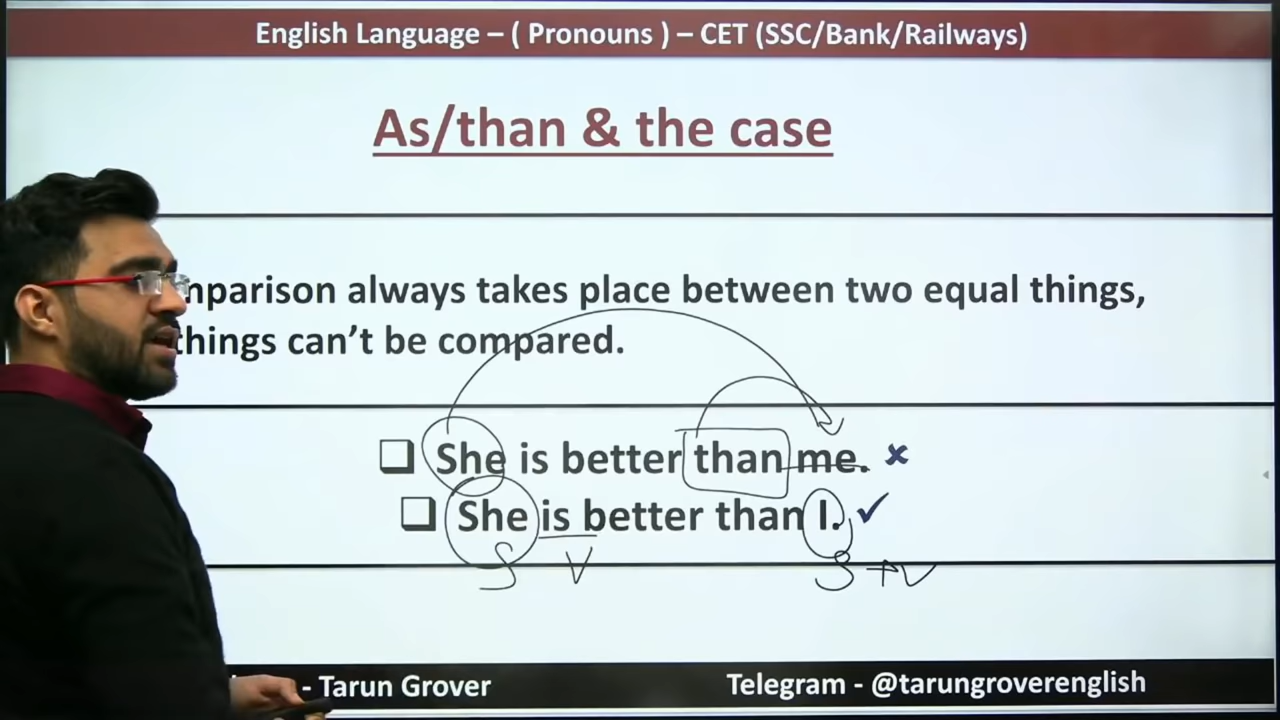 English Language – ( Pronouns ) – CET (SSC/Bank/Railways)
As/than & the case
always takes place between two equal things,
things can't be compared.
❑ She is better than me. ×
❑ She is better than I. ✓
S V S + V
- Tarun Grover
Telegram - @tarungroverenglish